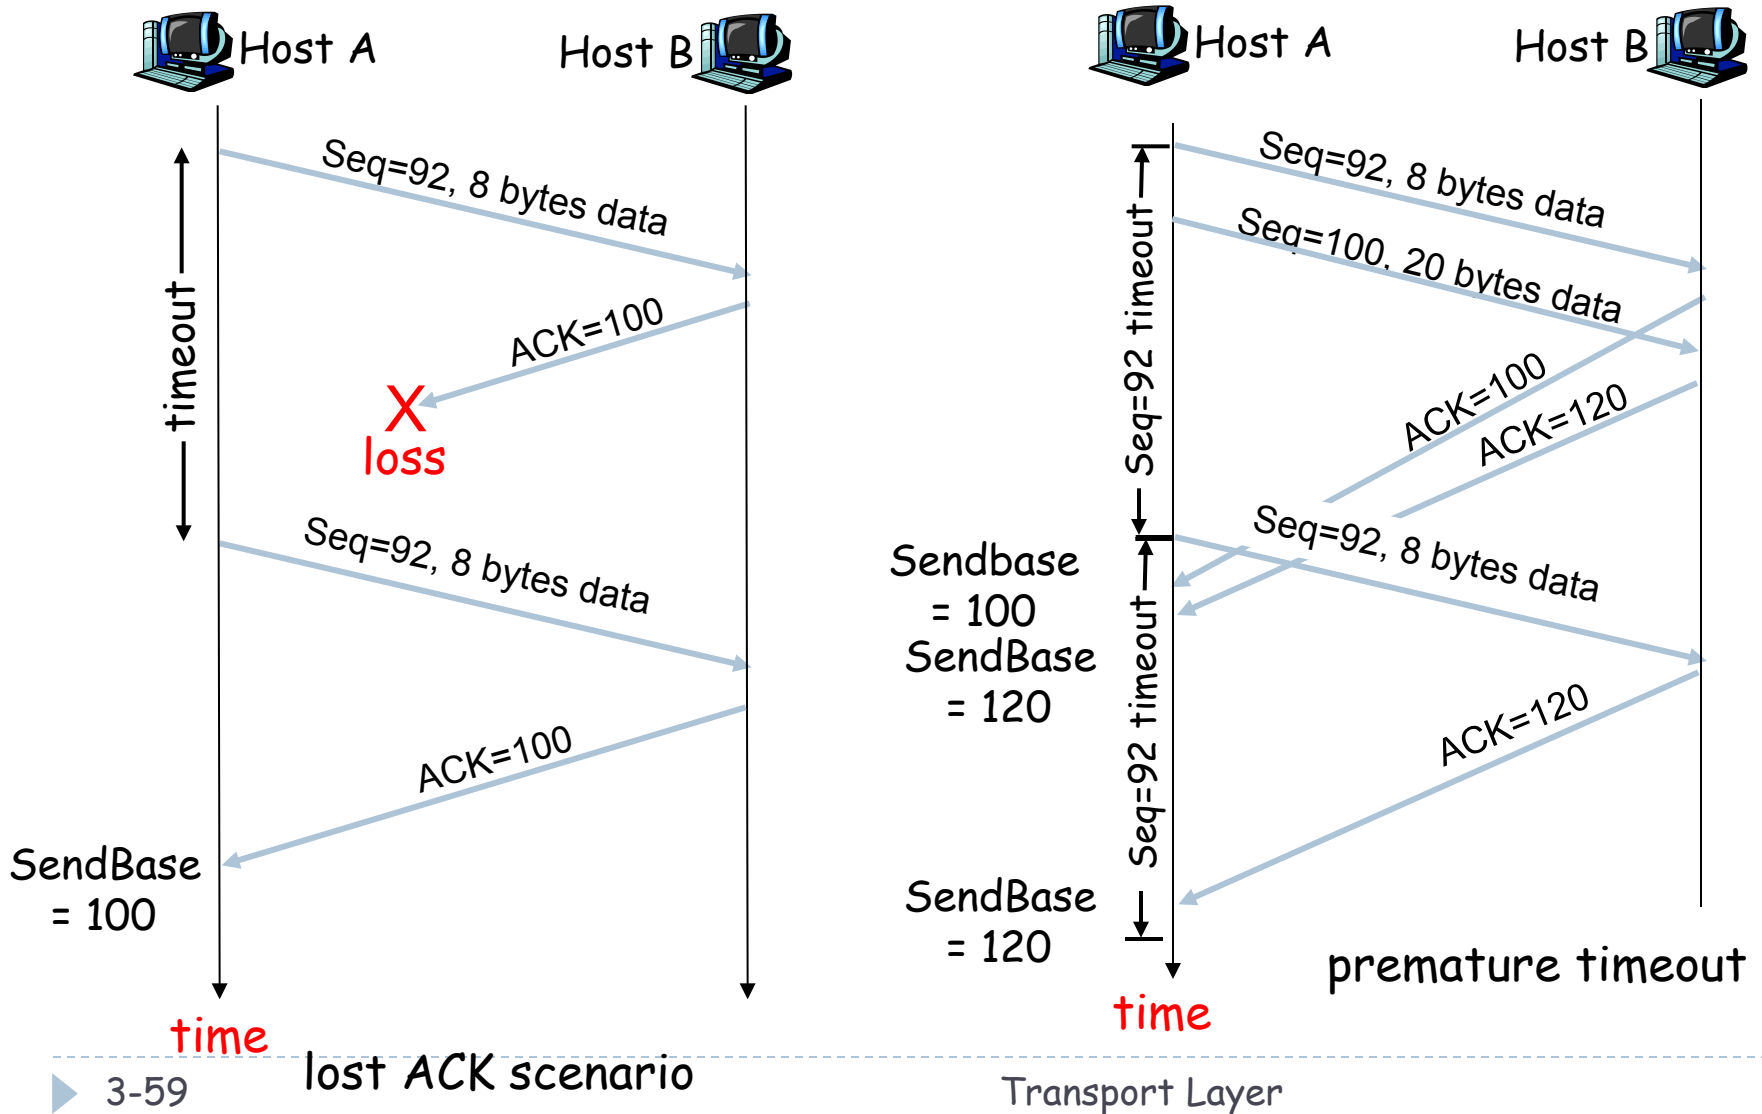 Host A
Host B
Seq=92, 8 bytes data
timeout
ACK=100
X
loss
Seq=92, 8 bytes data
ACK=100
SendBase
= 100
time
lost ACK scenario
Host A
Host B
Seq=92, 8 bytes data
Seq=100, 20 bytes data
Seq=92 timeout
ACK=100
ACK=120
Seq=92, 8 bytes data
Sendbase
= 100
SendBase
= 120
Seq=92 timeout
ACK=120
SendBase
= 120
premature timeout
time
3-59
Transport Layer